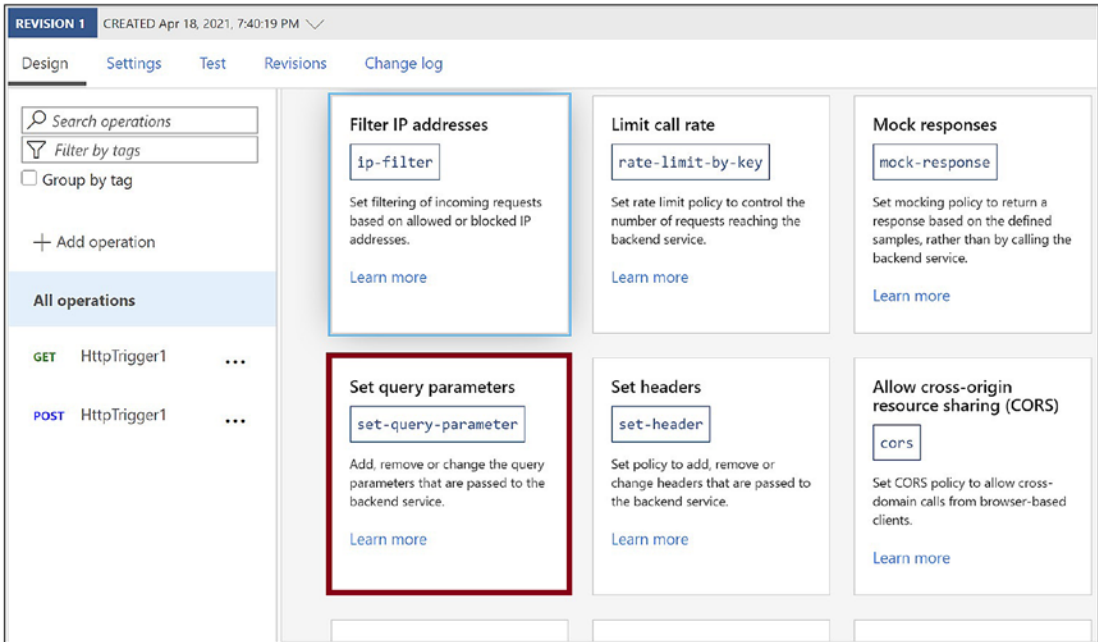 REVISION 1 CREATED Apr 18, 2021, 7:40:19 PM
Design Settings Test Revisions Change log
Search operations
Filter by tags
Group by tag
Add operation
All operations
GET HttpTrigger1 ...
POST HttpTrigger1 ...
Filter IP addresses
ip-filter
Set filtering of incoming requests
based on allowed or blocked IP
addresses.
Learn more
Limit call rate
rate-limit-by-key
Set rate limit policy to control the
number of requests reaching the
backend service.
Learn more
Mock responses
mock-response
Set mocking policy to return a
response based on the defined
samples, rather than by calling the
backend service.
Learn more
Set query parameters
set-query-parameter
Add, remove or change the query
parameters that are passed to the
backend service.
Learn more
Set headers
set-header
Set policy to add, remove or
change headers that are passed to
the backend service.
Learn more
Allow cross-origin
resource sharing (CORS)
cors
Set CORS policy to allow cross-
domain calls from browser-based
clients.
Learn more